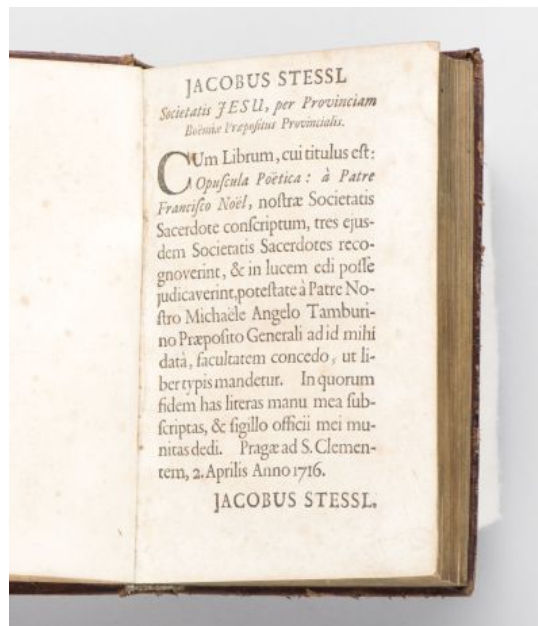 JACOBUS STESSL
Societatis JESU, per Provinciam
Boëmiæ Præpositus Provincialis.
CUm Librum, cui titulus eſt:
Opuſcula Poëtica: à Patre
Franciſco Noël, noſtræ Societatis
Sacerdote conſcriptum, tres ejus-
dem Societatis Sacerdotes reco-
gnoverint, & in lucem edi poſſe
judicaverint, poteſtate à Patre No-
ſtro Michaële Angelo Tamburi-
no Præpoſito Generali ad id mihi
datâ, facultatem concedo, ut li-
ber typis mandetur. In quorum
fidem has literas manu mea ſub-
ſcriptas, & ſigillo officii mei mu-
nitas dedi. Pragæ ad S. Clemen-
tem, 2. Aprilis Anno 1716.
JACOBUS STESSL.